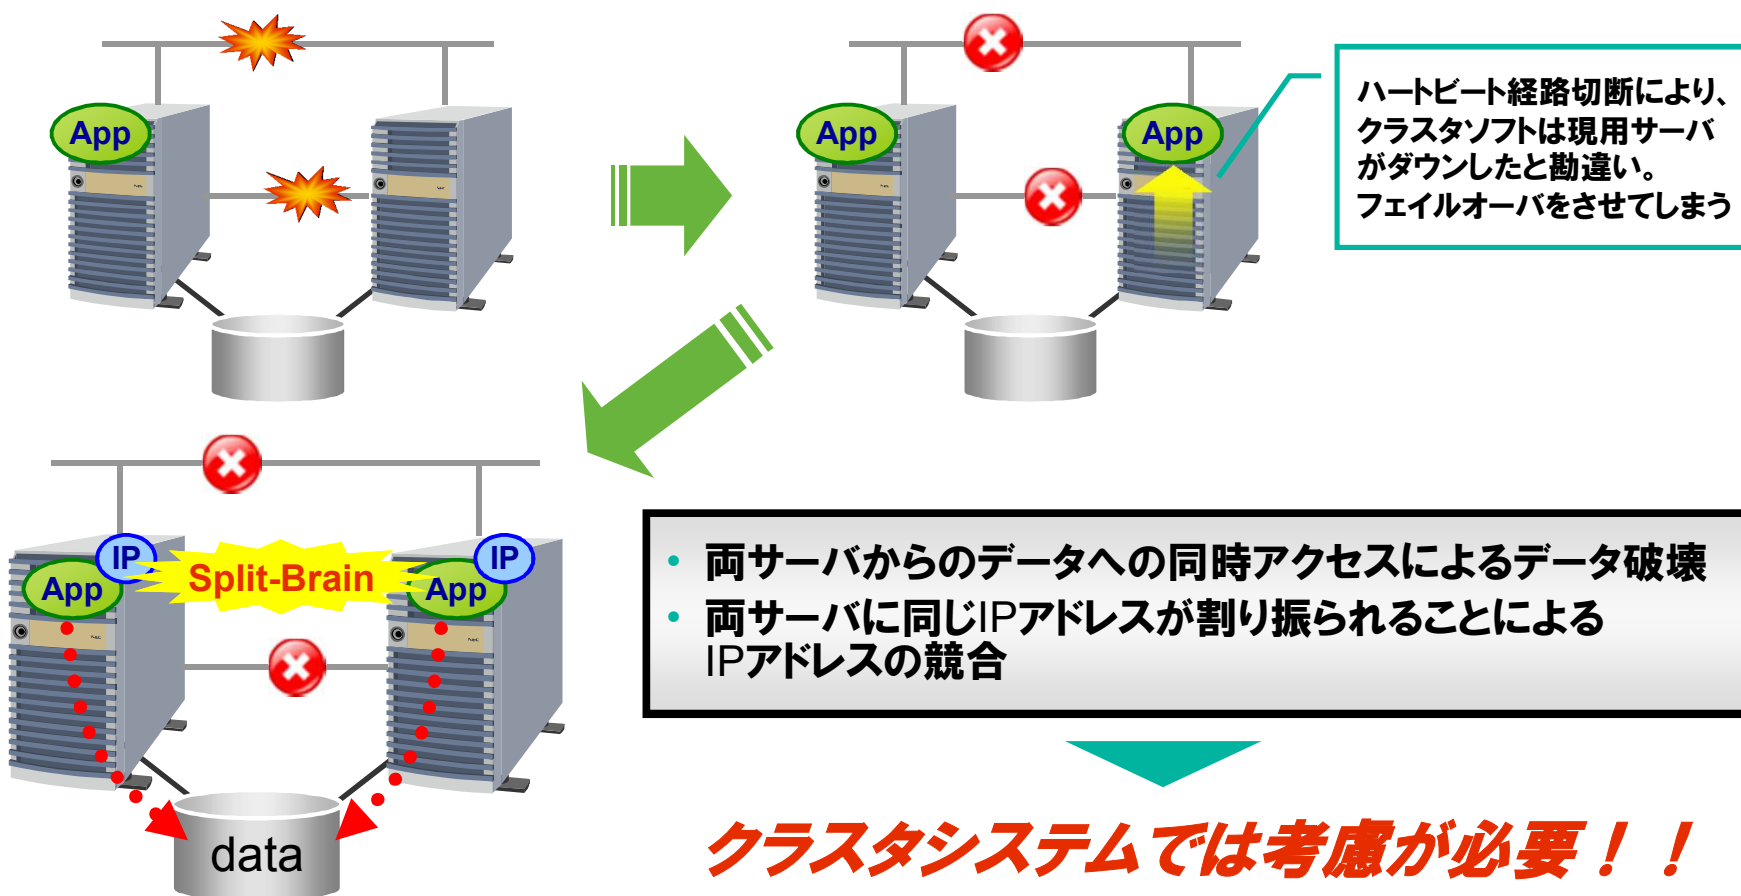 App
App
App
ハートビート経路切断により、
クラスタソフトは現用サーバ
がダウンしたと勘違い。
フェイルオーバをさせてしまう
IP
IP
App
Split-Brain
App
data
• 両サーバからのデータへの同時アクセスによるデータ破壊
• 両サーバに同じIPアドレスが割り振られることによる
IPアドレスの競合
クラスタシステムでは考慮が必要！！